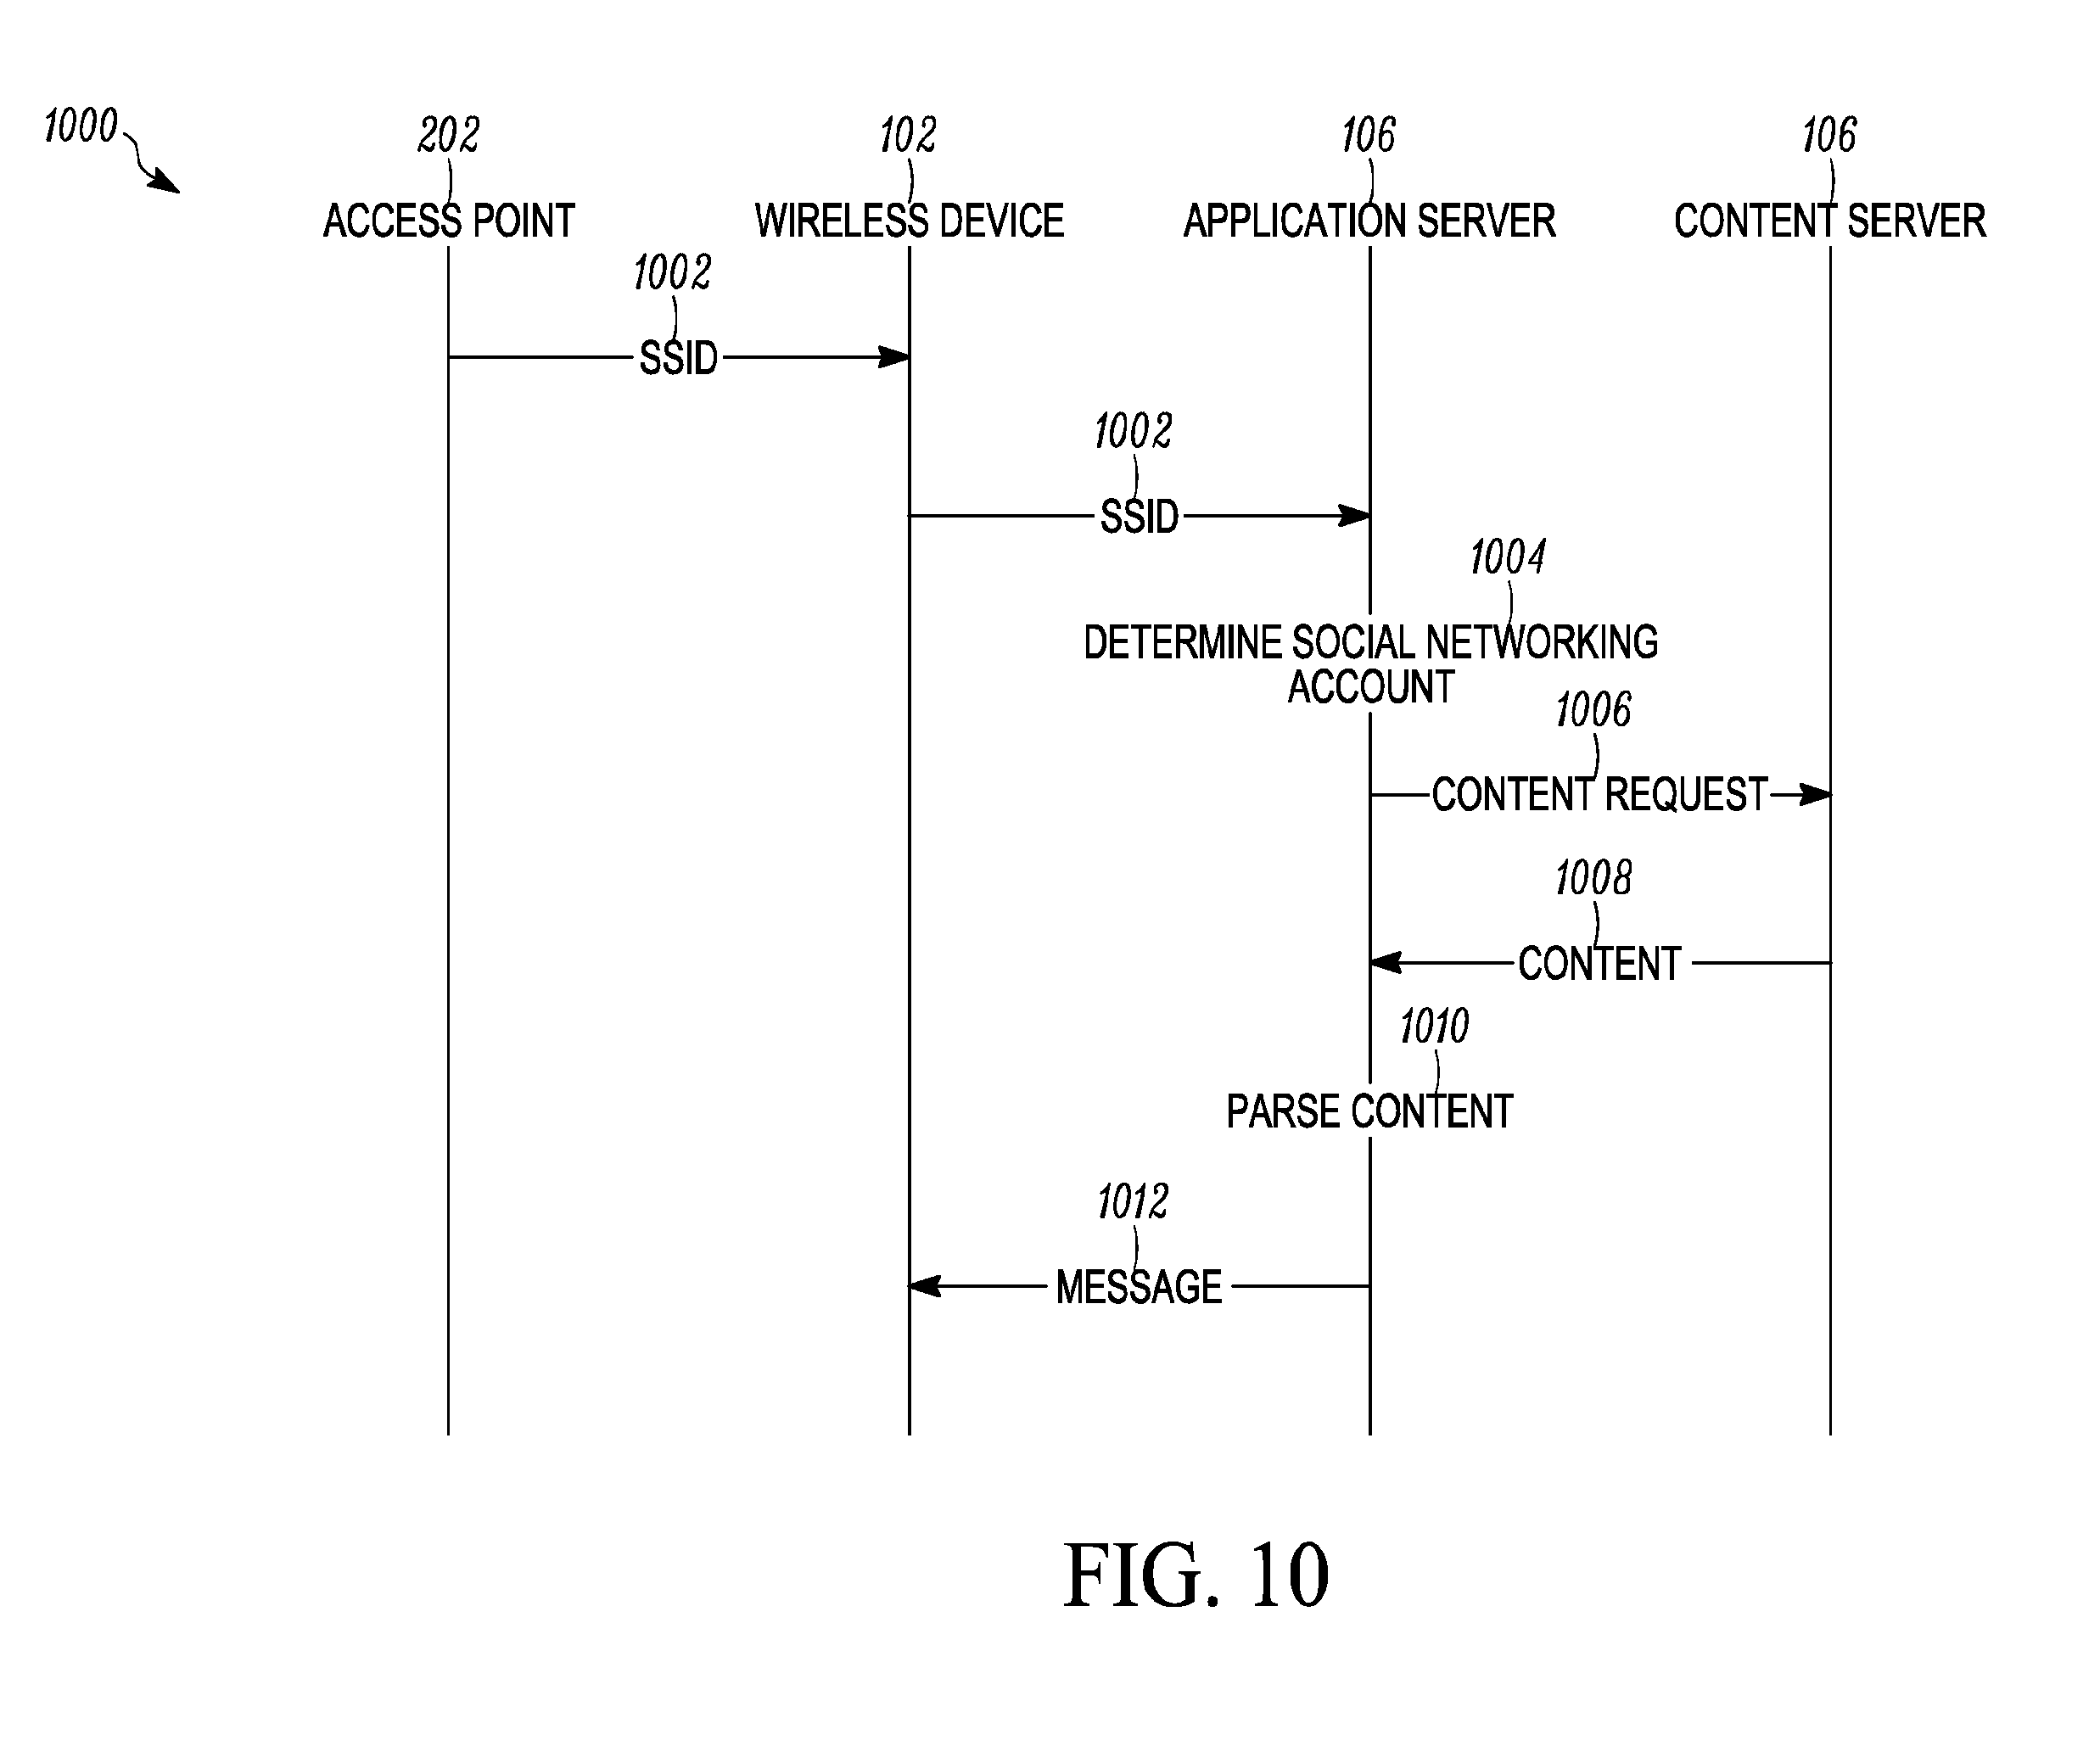 1000
202
102
106
106
ACCESS POINT
WIRELESS DEVICE
APPLICATION SERVER
CONTENT SERVER
1002
SSID
1002
SSID
1004
DETERMINE SOCIAL NETWORKING
ACCOUNT
1006
CONTENT REQUEST
1008
CONTENT
1010
PARSE CONTENT
1012
MESSAGE
FIG. 10